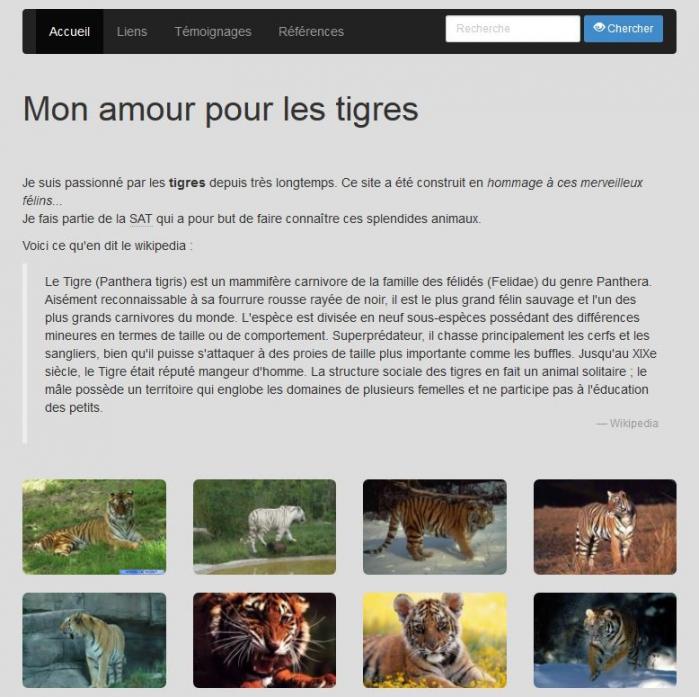 Accueil Liens Témoignages Références Recherche Chercher
Mon amour pour les tigres
Je suis passionné par les tigres depuis très longtemps. Ce site a été construit en hommage à ces merveilleux
félins...
Je fais partie de la SAT qui a pour but de faire connaître ces splendides animaux.
Voici ce qu'en dit le wikipedia :
Le Tigre (Panthera tigris) est un mammifère carnivore de la famille des félidés (Felidae) du genre Panthera.
Aisément reconnaissable à sa fourrure rousse rayée de noir, il est le plus grand félin sauvage et l'un des
plus grands carnivores du monde. L'espèce est divisée en neuf sous-espèces possédant des différences
mineures en termes de taille ou de comportement. Superprédateur, il chasse principalement les cerfs et les
sangliers, bien qu'il puisse s'attaquer à des proies de taille plus importante comme les buffles. Jusqu'au XIXe
siècle, le Tigre était réputé mangeur d'homme. La structure sociale des tigres en fait un animal solitaire ; le
mâle possède un territoire qui englobe les domaines de plusieurs femelles et ne participe pas à l'éducation
des petits.
— Wikipedia